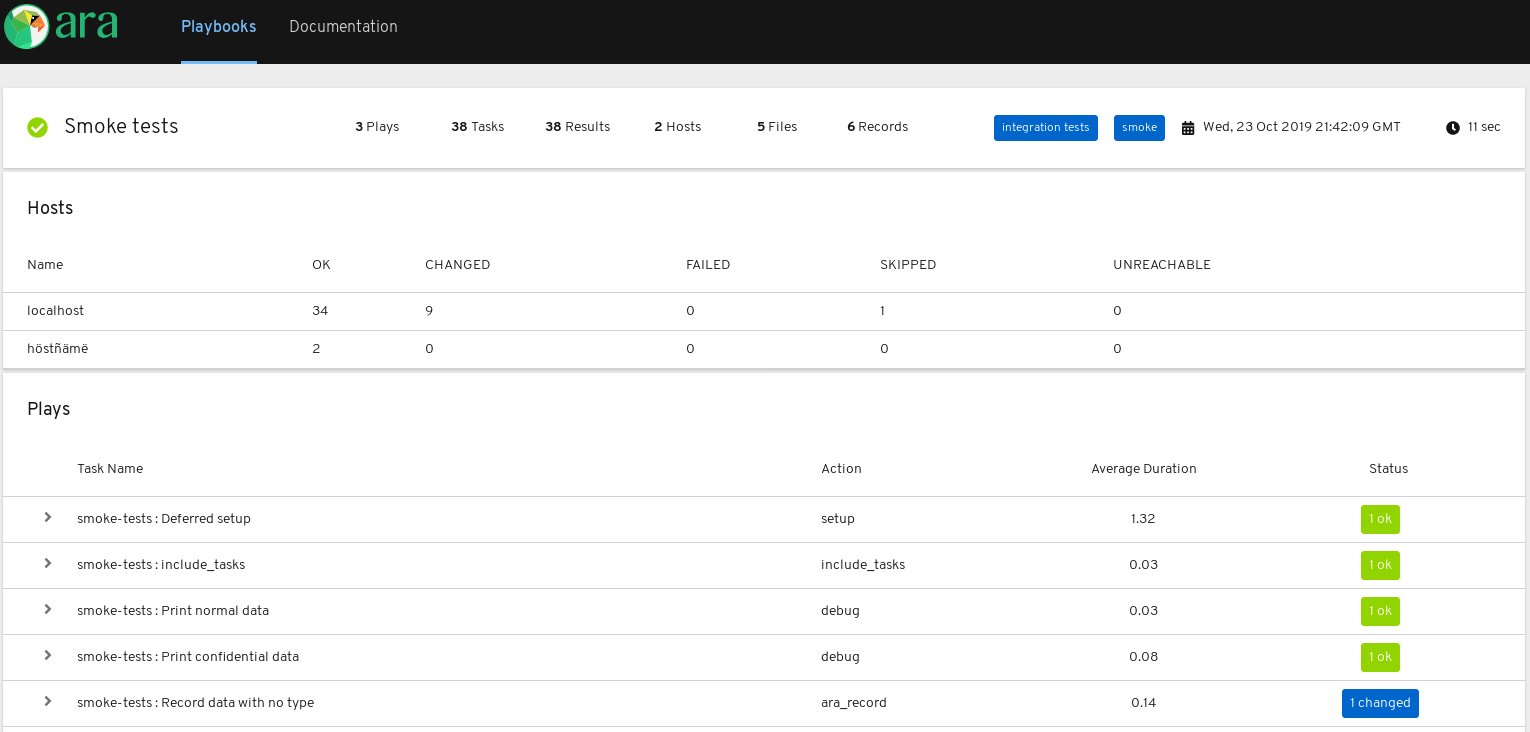 ara Playbooks Documentation
Smoke tests 3 Plays 38 Tasks 38 Results 2 Hosts 5 Files 6 Records integration tests smoke Wed, 23 Oct 2019 21:42:09 GMT 11 sec
Hosts
Name OK CHANGED FAILED SKIPPED UNREACHABLE
localhost 34 9 0 1 0
höstñämë 2 0 0 0 0
Plays
Task Name Action Average Duration Status
smoke-tests : Deferred setup setup 1.32 1 ok
smoke-tests : include_tasks include_tasks 0.03 1 ok
smoke-tests : Print normal data debug 0.03 1 ok
smoke-tests : Print confidential data debug 0.08 1 ok
smoke-tests : Record data with no type ara_record 0.14 1 changed